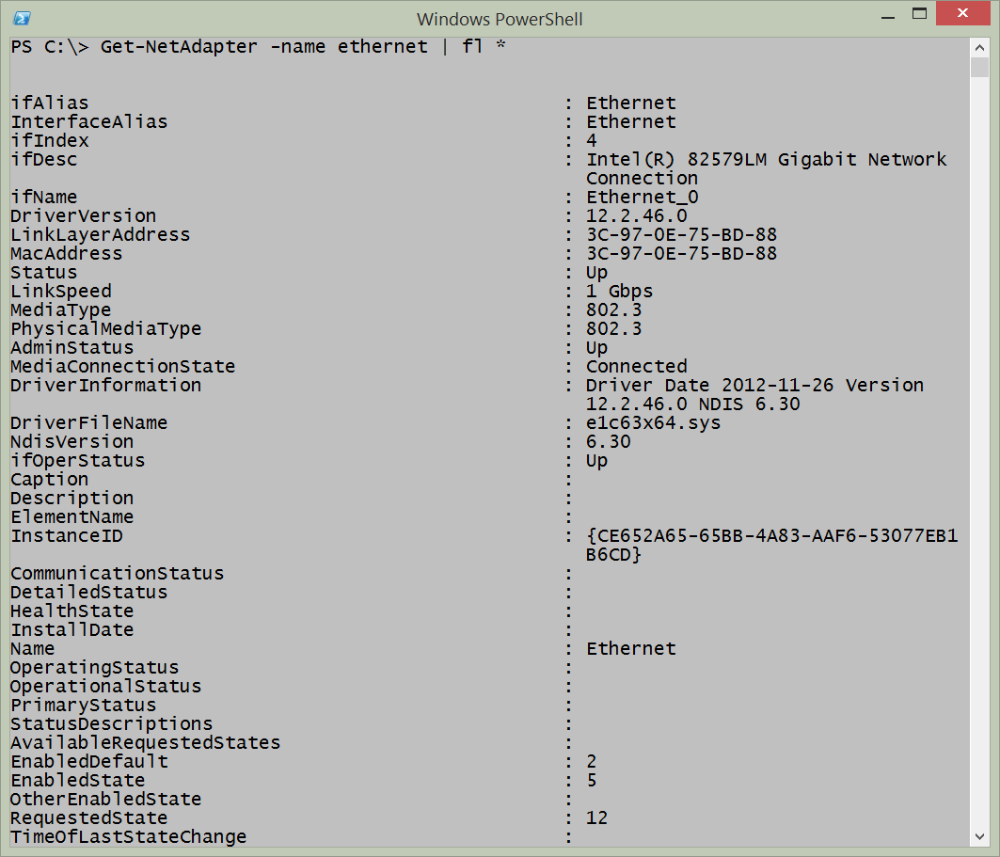 Windows PowerShell
PS C:\> Get-NetAdapter -name ethernet | fl *
ifAlias : Ethernet
InterfaceAlias : Ethernet
ifIndex : 4
ifDesc : Intel(R) 82579LM Gigabit Network
Connection
ifName : Ethernet_0
DriverVersion : 12.2.46.0
LinkLayerAddress : 3C-97-0E-75-BD-88
MacAddress : 3C-97-0E-75-BD-88
Status : Up
LinkSpeed : 1 Gbps
MediaType : 802.3
PhysicalMediaType : 802.3
AdminStatus : Up
MediaConnectionState : Connected
DriverInformation : Driver Date 2012-11-26 Version
12.2.46.0 NDIS 6.30
DriverFileName : e1c63x64.sys
NdisVersion : 6.30
ifOperStatus : Up
Caption :
Description :
ElementName :
InstanceID : {CE652A65-65BB-4A83-AAF6-53077EB1
B6CD}
CommunicationStatus :
DetailedStatus :
HealthState :
InstallDate :
Name : Ethernet
OperatingStatus :
OperationalStatus :
PrimaryStatus :
StatusDescriptions :
AvailableRequestedStates :
EnabledDefault : 2
EnabledState : 5
OtherEnabledState :
RequestedState : 12
TimeOfLastStateChange :